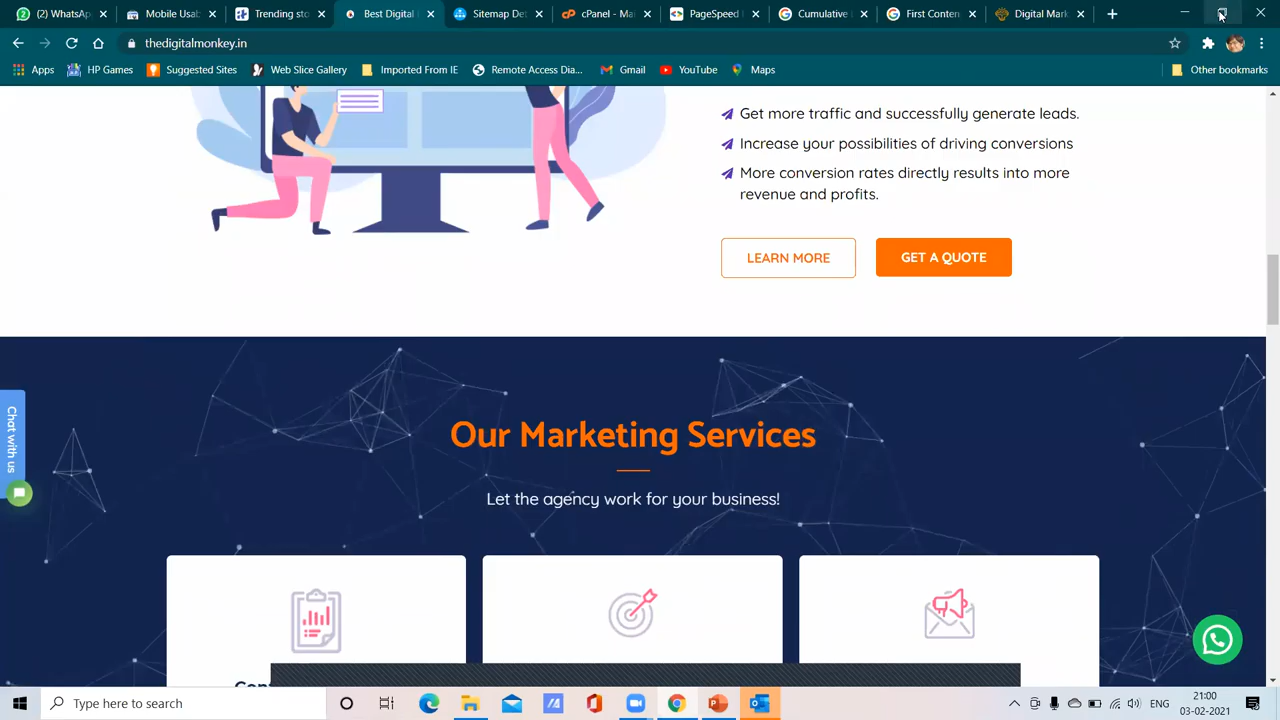 (2) WhatsAp
Mobile Usab
Trending sto
Best Digital
Sitemap Det
cPanel - Mai
PageSpeed
Cumulative
First Conten
Digital Mark
thedigitalmonkey.in
Apps
HP Games
Suggested Sites
Web Slice Gallery
Imported From IE
Remote Access Dia...
Gmail
YouTube
Maps
Other bookmarks
Get more traffic and successfully generate leads.
Increase your possibilities of driving conversions
More conversion rates directly results into more
revenue and profits.
LEARN MORE
GET A QUOTE
Chat with us
Our Marketing Services
Let the agency work for your business!
Type here to search
ENG
21:00
03-02-2021